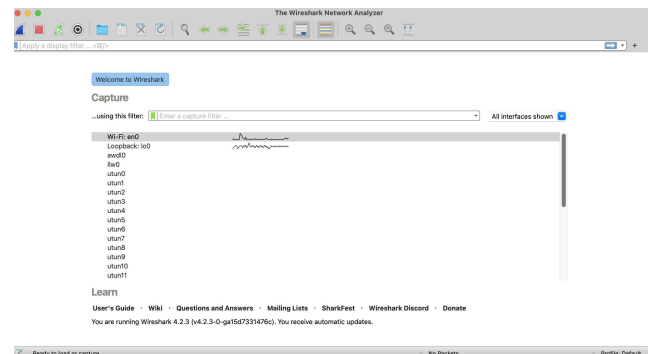 The Wireshark Network Analyzer
Apply a display filter ... <⌘/>
+
Welcome to Wireshark
Capture
...using this filter: Enter a capture filter ... All interfaces shown
Wi-Fi: en0
Loopback: lo0
awdl0
llw0
utun0
utun1
utun2
utun3
utun4
utun5
utun6
utun7
utun8
utun9
utun10
utun11
Learn
User's Guide · Wiki · Questions and Answers · Mailing Lists · SharkFest · Wireshark Discord · Donate
You are running Wireshark 4.2.3 (v4.2.3-0-ga15d7331476c). You receive automatic updates.
Ready to load or capture No Packets Profile: Default